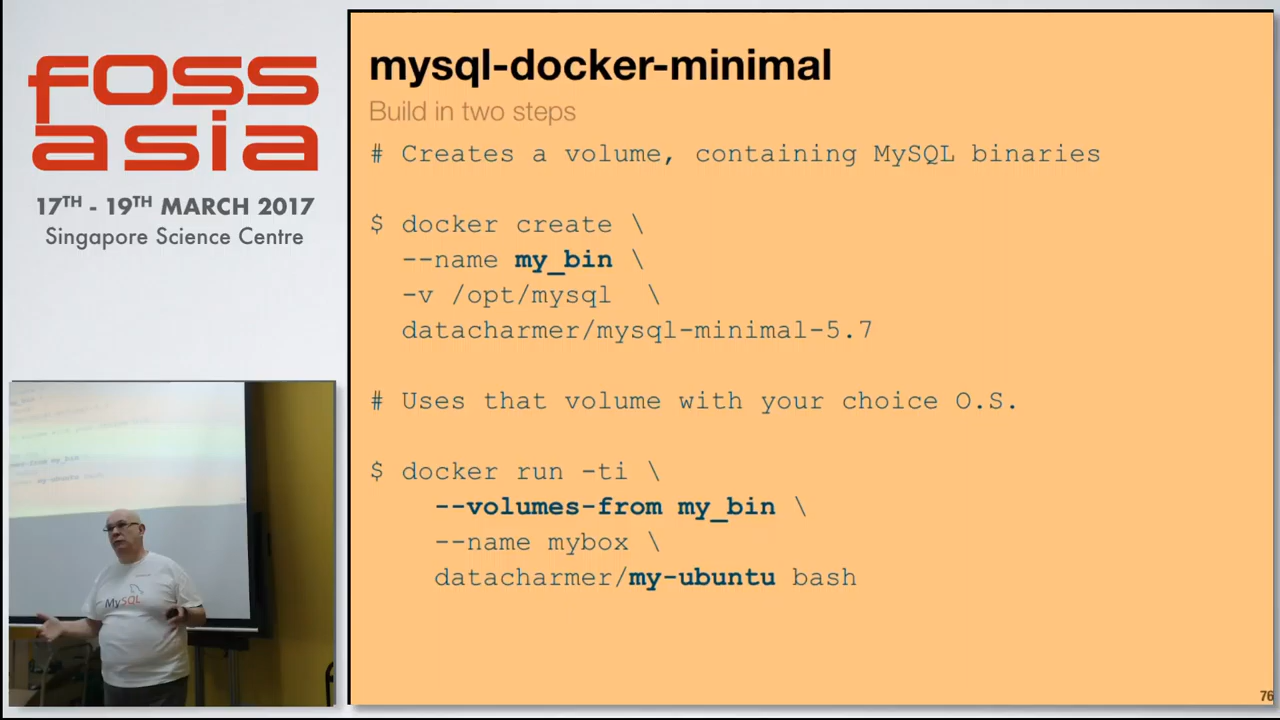 foss
asia
17TH - 19TH MARCH 2017
Singapore Science Centre
mysql-docker-minimal
Build in two steps
# Creates a volume, containing MySQL binaries
$ docker create \
--name my_bin \
-v /opt/mysql \
datacharmer/mysql-minimal-5.7
# Uses that volume with your choice O.S.
$ docker run -ti \
--volumes-from my_bin \
--name mybox \
datacharmer/my-ubuntu bash
76
MySQL